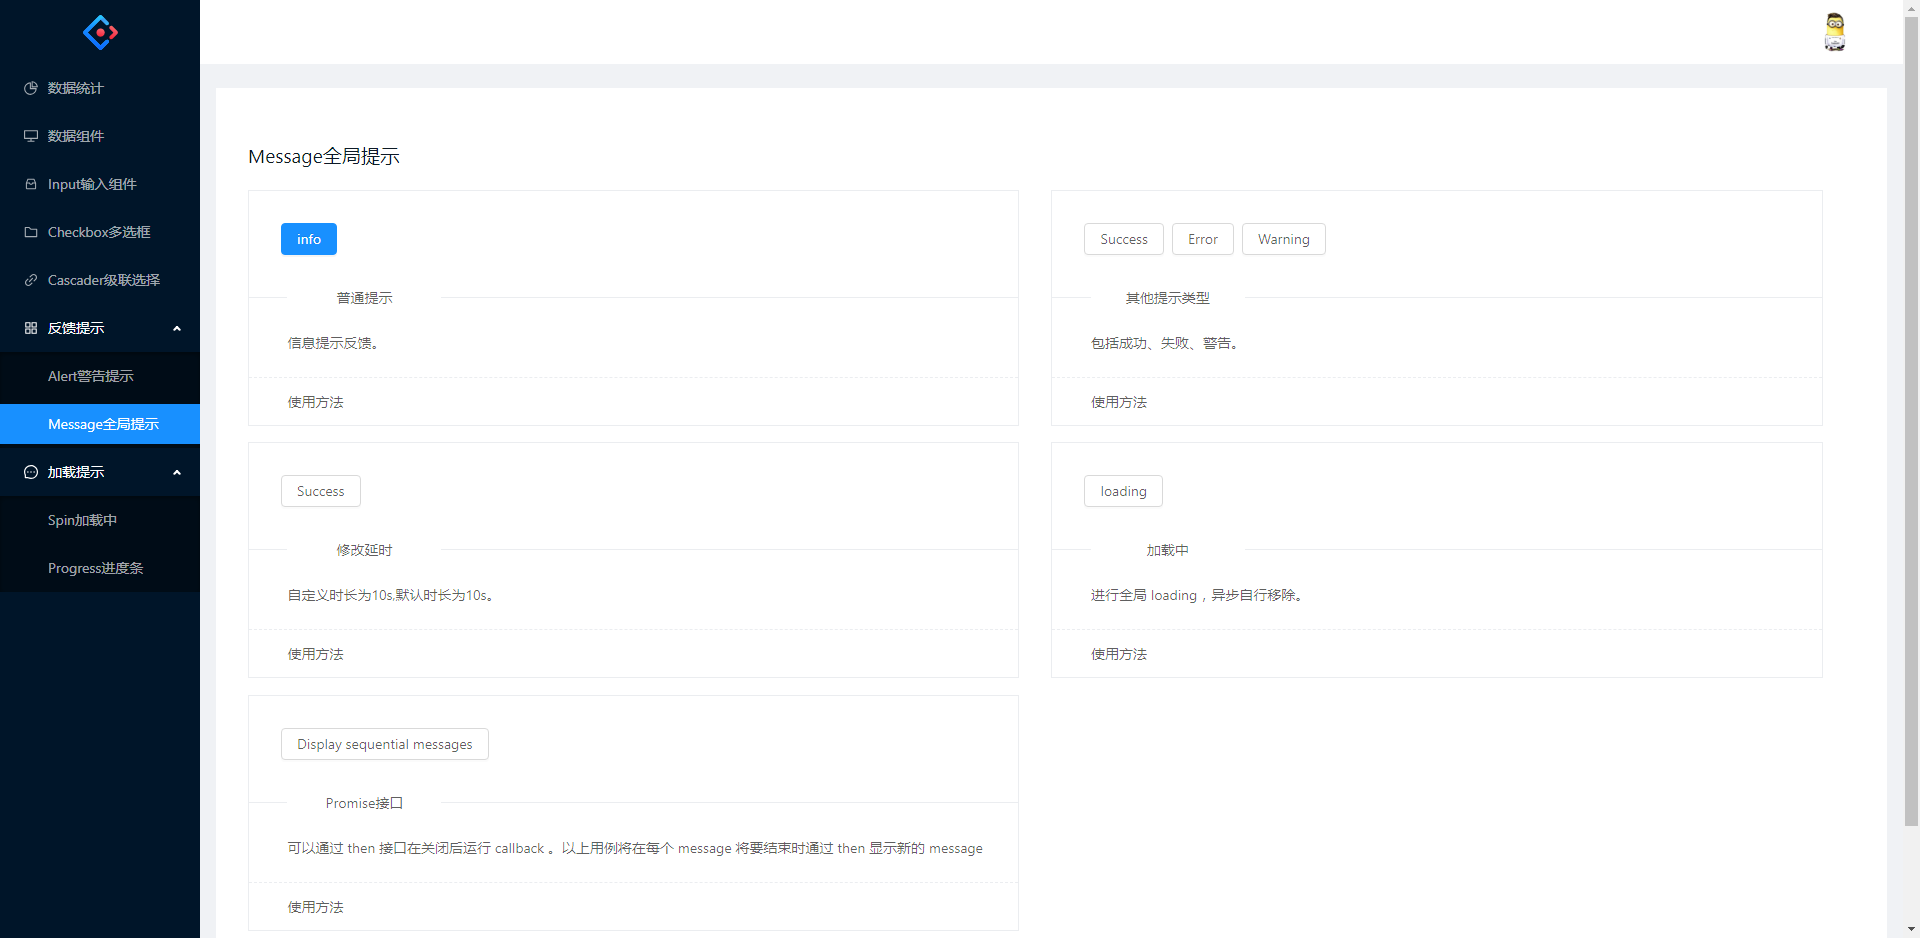 数据统计
数据组件
Input输入组件
Checkbox多选框
Cascader级联选择
反馈提示
Alert警告提示
Message全局提示
加载提示
Spin加载中
Progress进度条
Message全局提示
info
普通提示
信息提示反馈。
使用方法
Success Error Warning
其他提示类型
包括成功、失败、警告。
使用方法
Success
修改延时
自定义时长为10s,默认时长为10s。
使用方法
loading
加载中
进行全局 loading，异步自行移除。
使用方法
Display sequential messages
Promise接口
可以通过 then 接口在关闭后运行 callback 。以上用例将在每个 message 将要结束时通过 then 显示新的 message
使用方法